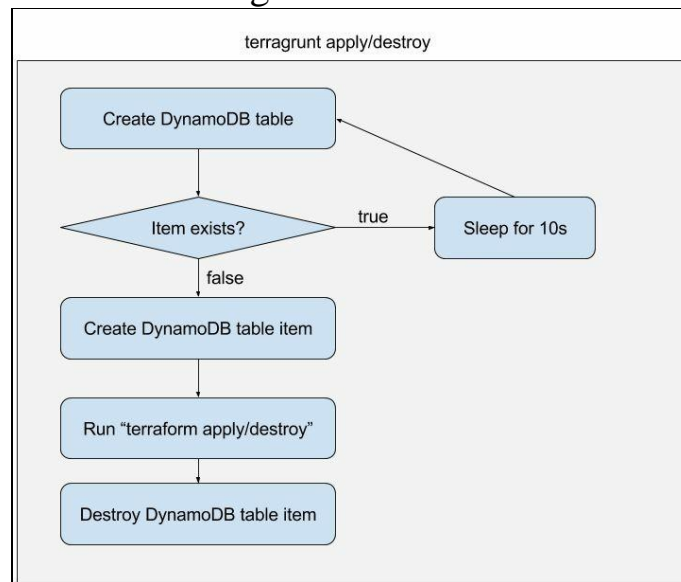 terragrunt apply/destroy
Create DynamoDB table
Item exists?
true
Sleep for 10s
false
Create DynamoDB table item
Run “terraform apply/destroy”
Destroy DynamoDB table item